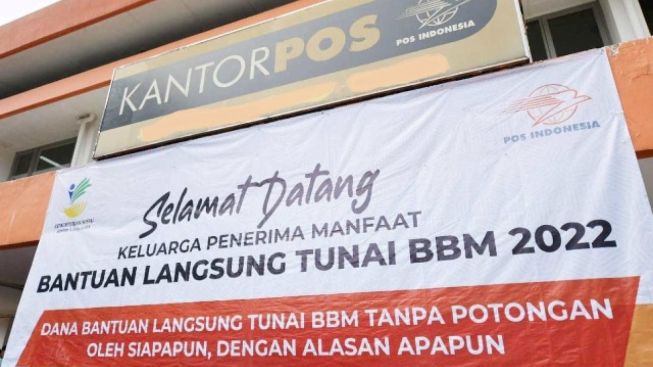 KANTORPOS
POS INDONESIA
POS INDONESIA
Selamat Datang
KELUARGA PENERIMA MANFAAT
BANTUAN LANGSUNG TUNAI BBM 2022
DANA BANTUAN LANGSUNG TUNAI BBM TANPA POTONGAN
OLEH SIAPAPUN, DENGAN ALASAN APAPUN